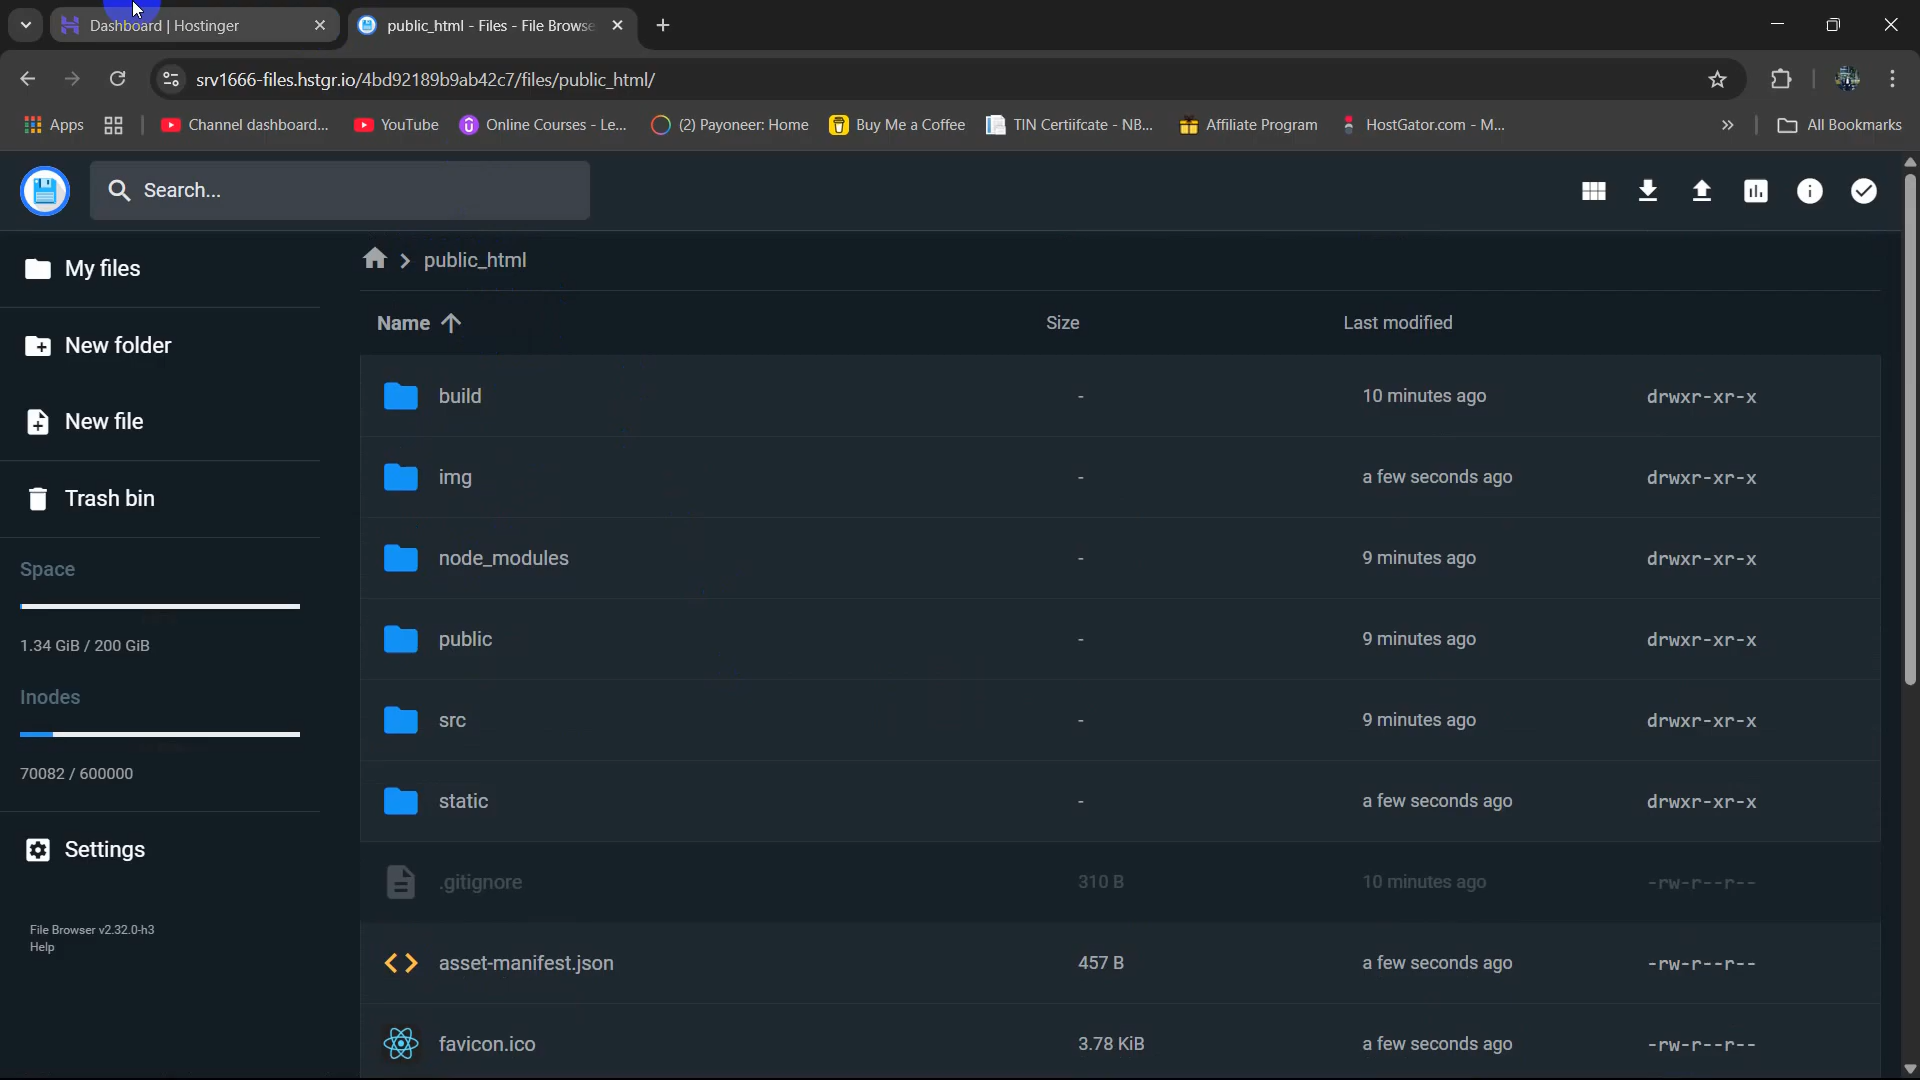 Dashboard | Hostinger
public_html - Files - File Browse
srv1666-files.hstgr.io/4bd92189b9ab42c7/files/public_html/
Apps
Channel dashboard...
YouTube
Online Courses - Le...
(2) Payoneer: Home
Buy Me a Coffee
TIN Certiifcate - NB...
Affiliate Program
HostGator.com - M...
All Bookmarks
Search...
My files
New folder
New file
Trash bin
Space
1.34 GiB / 200 GiB
Inodes
70082 / 600000
Settings
File Browser v2.32.0-h3
Help
public_html
Name Size Last modified
build - 10 minutes ago drwxr-xr-x
img - a few seconds ago drwxr-xr-x
node_modules - 9 minutes ago drwxr-xr-x
public - 9 minutes ago drwxr-xr-x
src - 9 minutes ago drwxr-xr-x
static - a few seconds ago drwxr-xr-x
.gitignore 310 B 10 minutes ago -rw-r--r--
asset-manifest.json 457 B a few seconds ago -rw-r--r--
favicon.ico 3.78 KiB a few seconds ago -rw-r--r--